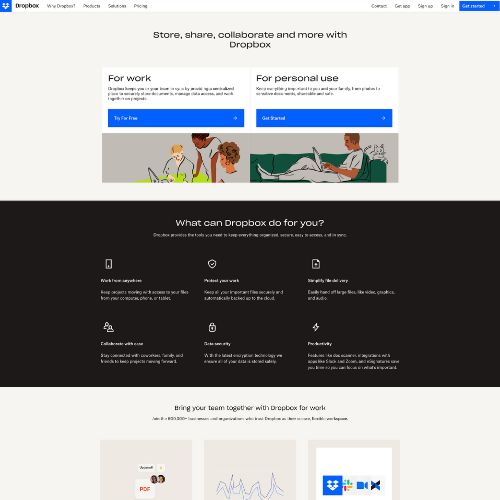 Dropbox
Why Dropbox?
Products
Solutions
Pricing
Contact
Get app
Sign up
Sign in
Get started
Store, share, collaborate and more with
Dropbox
For work
Dropbox keeps you or your team in sync by providing a centralized
place to securely store documents, manage data access, and work
together on projects.
Try For Free
For personal use
Keep everything important to you and your family, from photos to
sensitive documents, shareable and safe.
Get Started
What can Dropbox do for you?
Dropbox provides the tools you need to keep everything organized, secure, easy to access, and in sync.
Work from anywhere
Keep projects moving with access to your files
from your computer, phone, or tablet.
Protect your work
Keep all your important files securely and
automatically backed up to the cloud.
Simplify file delivery
Easily hand off large files, like video, graphics,
and audio.
Collaborate with ease
Stay connected with coworkers, family, and
friends to keep projects moving forward.
Data security
With the latest encryption technology we
ensure all of your data is stored safely.
Productivity
Features like doc scanner, integrations with
apps like Slack and Zoom, and eSignatures save
you time so you can focus on what's important.
Bring your team together with Dropbox for work
Join the 600,000+ businesses and organizations who trust Dropbox as their secure, flexible workspace.
PDF